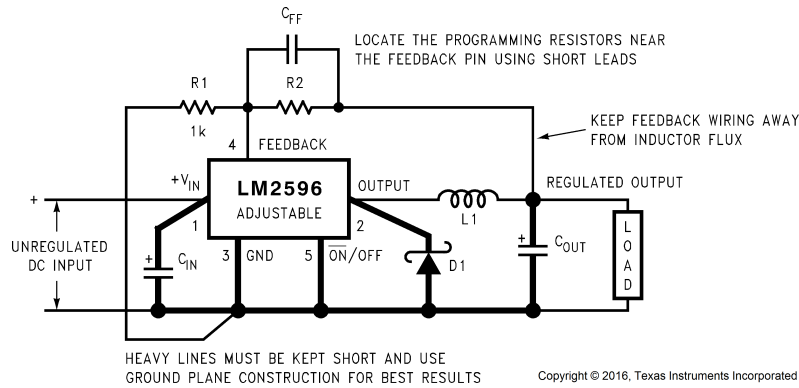 CFF
LOCATE THE PROGRAMMING RESISTORS NEAR
THE FEEDBACK PIN USING SHORT LEADS
R1
R2
1k
KEEP FEEDBACK WIRING AWAY
FROM INDUCTOR FLUX
4 FEEDBACK
+VIN
LM2596
ADJUSTABLE
OUTPUT
REGULATED OUTPUT
+
1
2
L1
UNREGULATED
DC INPUT
+
CIN
3 GND
5 ON/OFF
D1
+
COUT
LOAD
HEAVY LINES MUST BE KEPT SHORT AND USE
GROUND PLANE CONSTRUCTION FOR BEST RESULTS
Copyright © 2016, Texas Instruments Incorporated